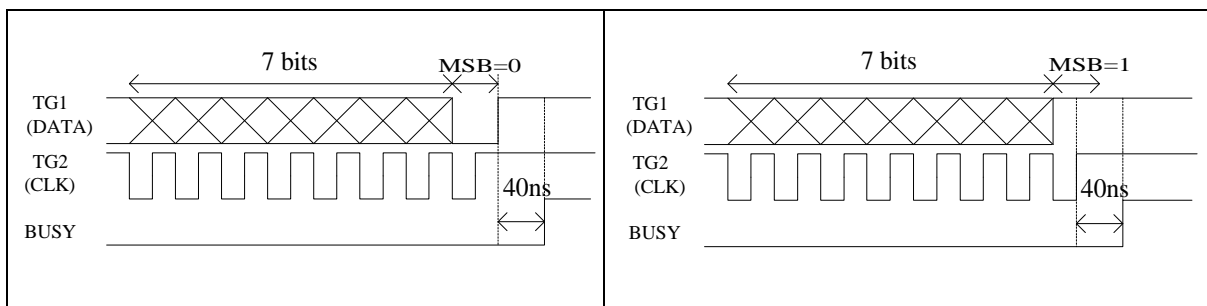 7 bits
MSB=0
TG1
(DATA)
TG2
(CLK)
40ns
BUSY
7 bits
MSB=1
TG1
(DATA)
TG2
(CLK)
40ns
BUSY